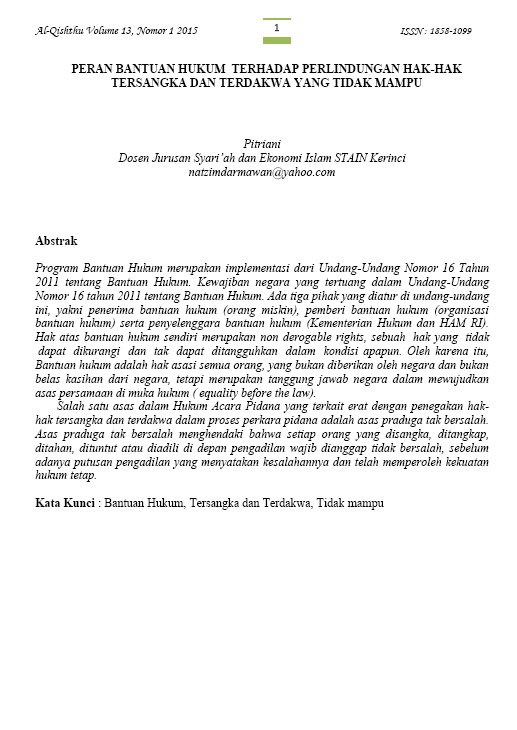 Al-Qishthu Volume 13, Nomor 1 2015 1 ISSN : 1858-1099
PERAN BANTUAN HUKUM TERHADAP PERLINDUNGAN HAK-HAK
TERSANGKA DAN TERDAKWA YANG TIDAK MAMPU
Pitriani
Dosen Jurusan Syari’ah dan Ekonomi Islam STAIN Kerinci
natzimdarmawan@yahoo.com
Abstrak
Program Bantuan Hukum merupakan implementasi dari Undang-Undang Nomor 16 Tahun
2011 tentang Bantuan Hukum. Kewajiban negara yang tertuang dalam Undang-Undang
Nomor 16 tahun 2011 tentang Bantuan Hukum. Ada tiga pihak yang diatur di undang-undang
ini, yakni penerima bantuan hukum (orang miskin), pemberi bantuan hukum (organisasi
bantuan hukum) serta penyelenggara bantuan hukum (Kementerian Hukum dan HAM RI).
Hak atas bantuan hukum sendiri merupakan non derogable rights, sebuah hak yang tidak
dapat dikurangi dan tak dapat ditangguhkan dalam kondisi apapun. Oleh karena itu,
Bantuan hukum adalah hak asasi semua orang, yang bukan diberikan oleh negara dan bukan
belas kasihan dari negara, tetapi merupakan tanggung jawab negara dalam mewujudkan
asas persamaan di muka hukum ( equality before the law).
Salah satu asas dalam Hukum Acara Pidana yang terkait erat dengan penegakan hak-
hak tersangka dan terdakwa dalam proses perkara pidana adalah asas praduga tak bersalah.
Asas praduga tak bersalah menghendaki bahwa setiap orang yang disangka, ditangkap,
ditahan, dituntut atau diadili di depan pengadilan wajib dianggap tidak bersalah, sebelum
adanya putusan pengadilan yang menyatakan kesalahannya dan telah memperoleh kekuatan
hukum tetap.
Kata Kunci : Bantuan Hukum, Tersangka dan Terdakwa, Tidak mampu